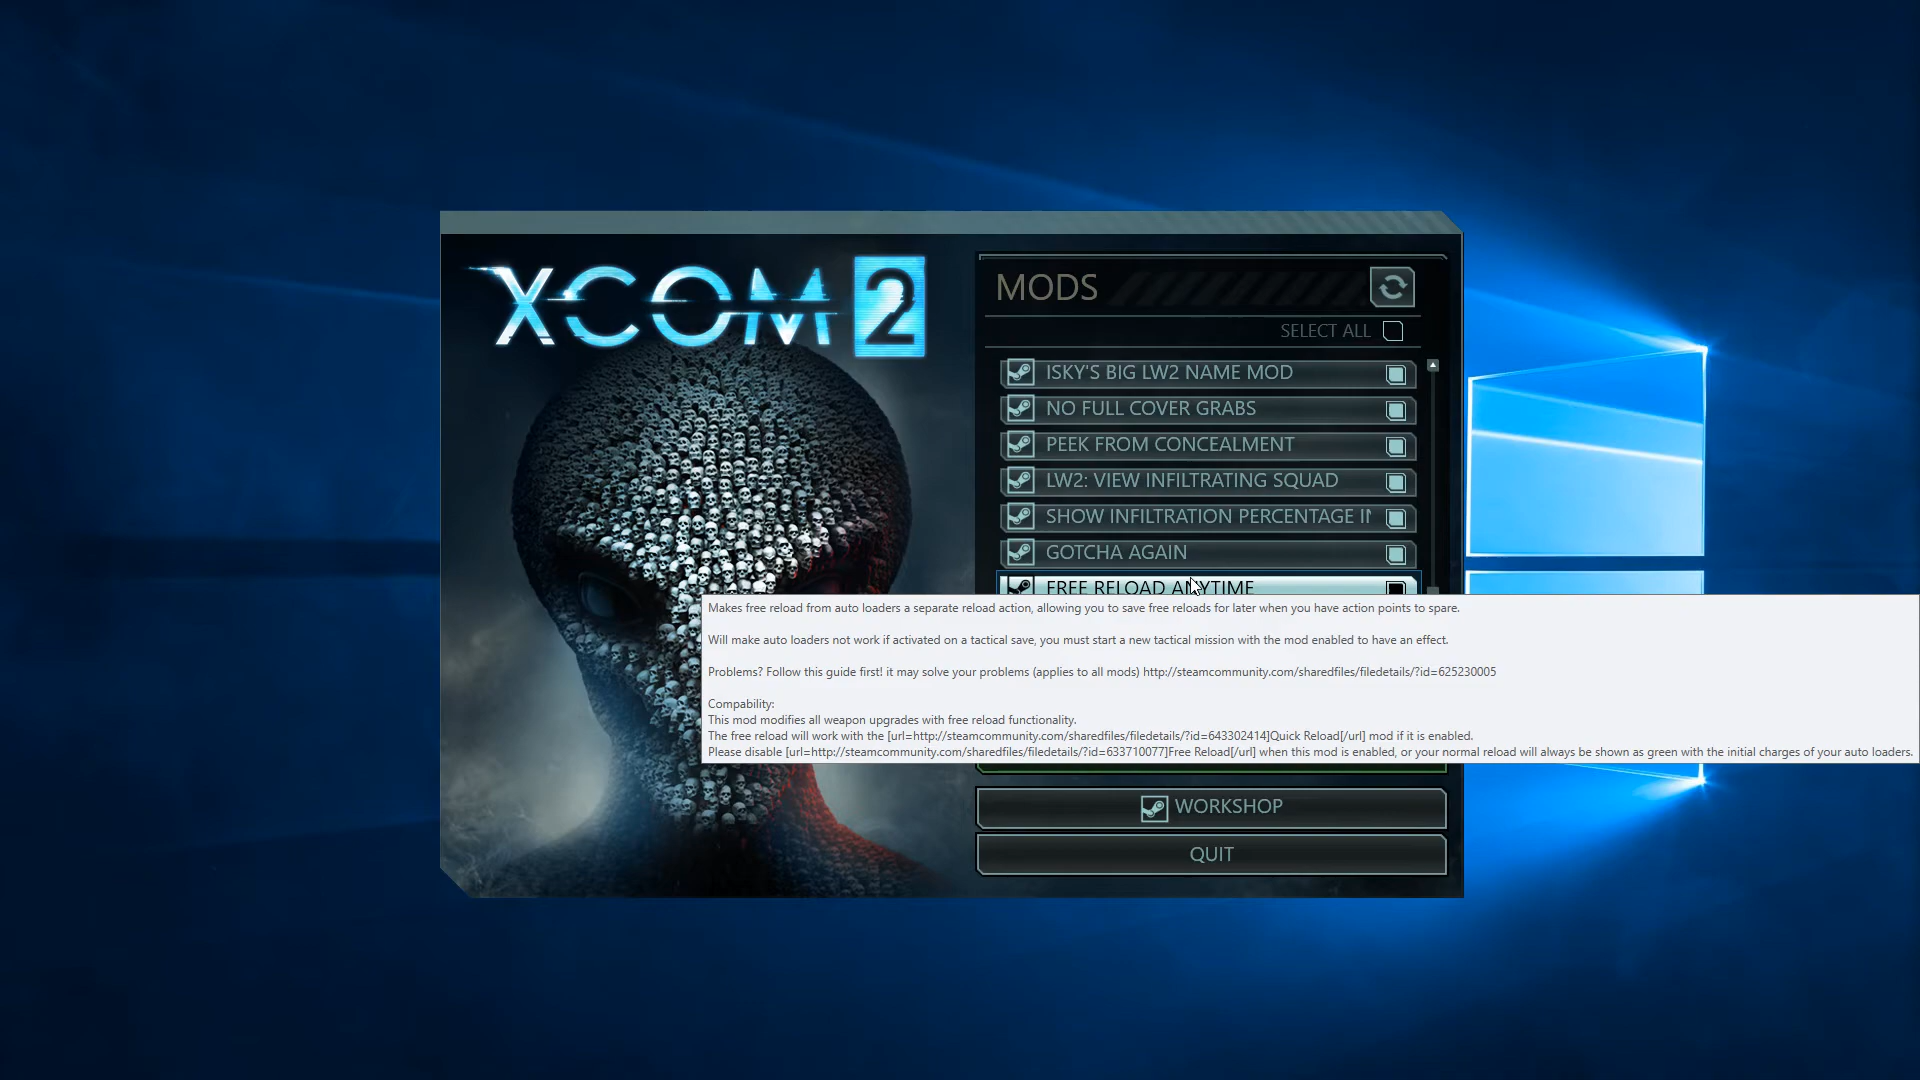 XCOM 2
MODS
SELECT ALL
ISKY'S BIG LW2 NAME MOD
NO FULL COVER GRABS
PEEK FROM CONCEALMENT
LW2: VIEW INFILTRATING SQUAD
SHOW INFILTRATION PERCENTAGE
GOTCHA AGAIN
FREE RELOAD ANYTIME
Makes free reload from auto loaders a separate reload action, allowing you to save free reloads for later when you have action points to spare.
Will make auto loaders not work if activated on a tactical save, you must start a new tactical mission with the mod enabled to have an effect.
Problems? Follow this guide first! it may solve your problems (applies to all mods) http://steamcommunity.com/sharedfiles/filedetails/?id=625230005
Compability:
This mod modifies all weapon upgrades with free reload functionality.
The free reload will work with the [url=http://steamcommunity.com/sharedfiles/filedetails/?id=643302414]Quick Reload[/url] mod if it is enabled.
Please disable [url=http://steamcommunity.com/sharedfiles/filedetails/?id=633710077]Free Reload[/url] when this mod is enabled, or your normal reload will always be shown as green with the initial charges of your auto loaders.
WORKSHOP
QUIT